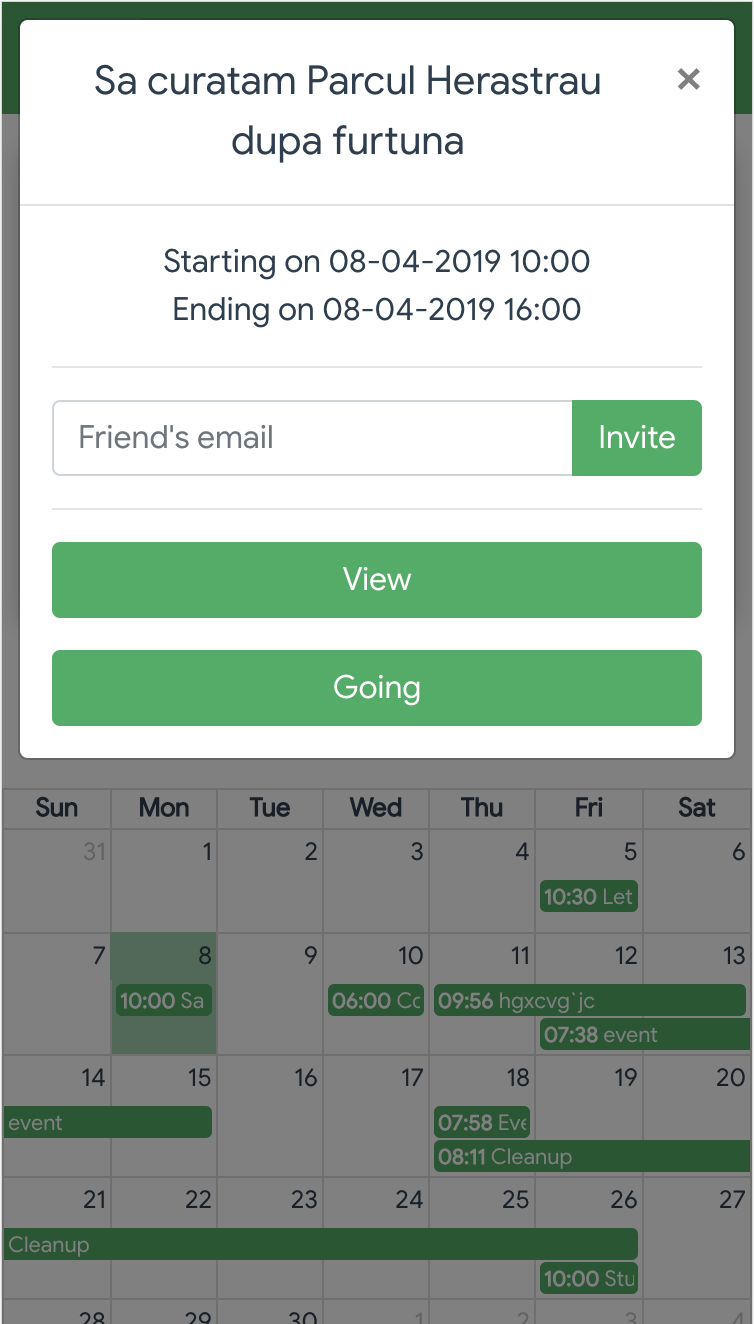 Sa curatam Parcul Herastrau
dupa furtuna
×
Starting on 08-04-2019 10:00
Ending on 08-04-2019 16:00
Friend's email
Invite
View
Going
Sun Mon Tue Wed Thu Fri Sat
31 1 2 3 4 5 6
10:30 Let
7 8 9 10 11 12 13
10:00 Sa 06:00 Co 09:56 hgxcvg`jc
07:38 event
14 15 16 17 18 19 20
event 07:58 Eve
08:11 Cleanup
21 22 23 24 25 26 27
Cleanup
10:00 Stu
28 29 30 1 2 3 4